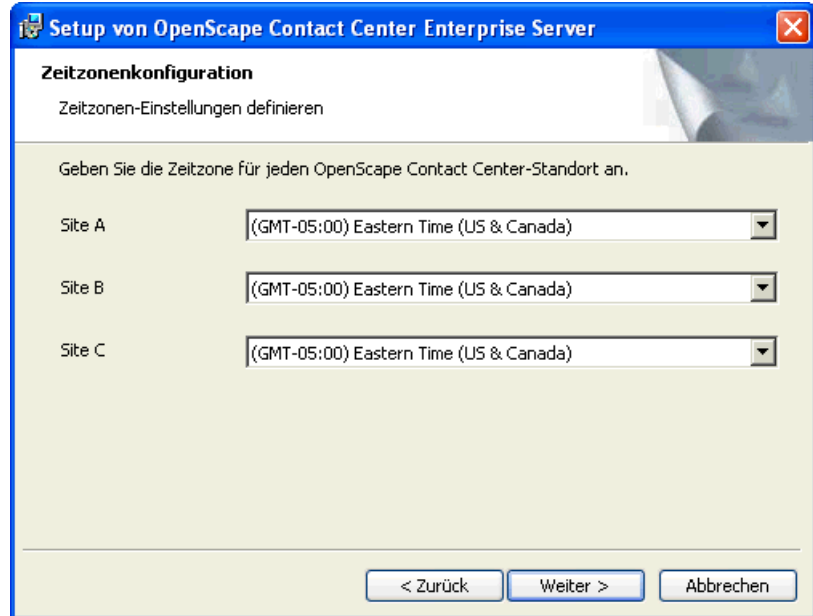 Setup von OpenScape Contact Center Enterprise Server
Zeitzonenkonfiguration
Zeitzonen-Einstellungen definieren
Geben Sie die Zeitzone für jeden OpenScape Contact Center-Standort an.
Site A (GMT-05:00) Eastern Time (US & Canada)
Site B (GMT-05:00) Eastern Time (US & Canada)
Site C (GMT-05:00) Eastern Time (US & Canada)
< Zurück Weiter > Abbrechen